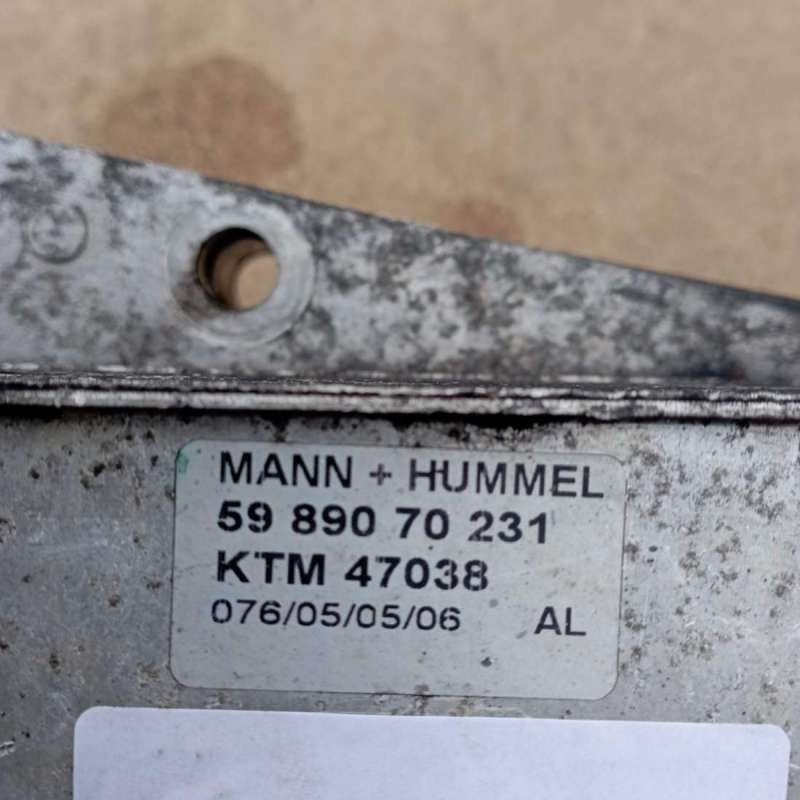 MANN + HUMMEL
59 890 70 231
KTM 47038
076/05/05/06 AL